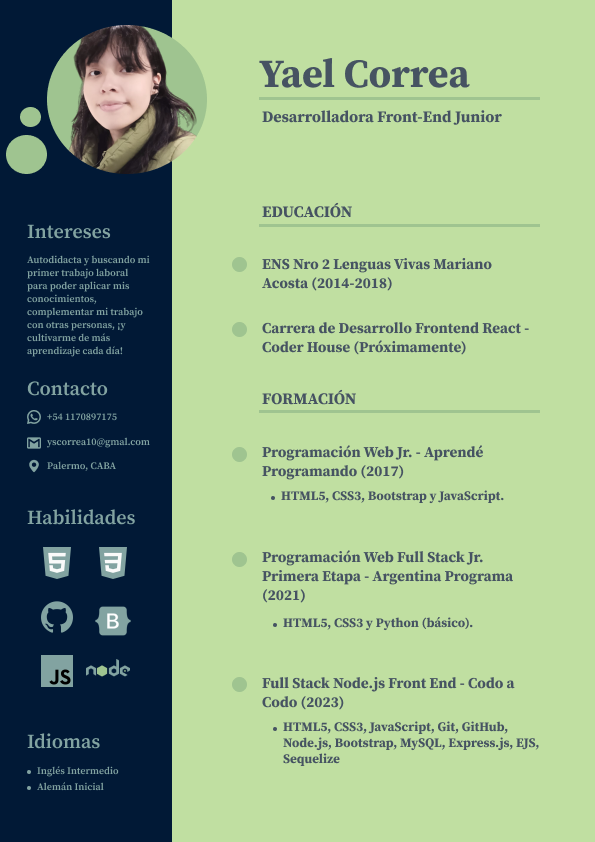 Yael Correa
Desarrolladora Front-End Junior
Intereses
Autodidacta y buscando mi
primer trabajo laboral
para poder aplicar mis
conocimientos,
complementar mi trabajo
con otras personas, ¡y
cultivarme de más
aprendizaje cada día!
Contacto
+54 1170897175
yscorrea10@gmal.com
Palermo, CABA
Habilidades
5
3
B
JS
node
Idiomas
Inglés Intermedio
Alemán Inicial
EDUCACIÓN
ENS Nro 2 Lenguas Vivas Mariano
Acosta (2014-2018)
Carrera de Desarrollo Frontend React -
Coder House (Próximamente)
FORMACIÓN
Programación Web Jr. - Aprendé
Programando (2017)
HTML5, CSS3, Bootstrap y JavaScript.
Programación Web Full Stack Jr.
Primera Etapa - Argentina Programa
(2021)
HTML5, CSS3 y Python (básico).
Full Stack Node.js Front End - Codo a
Codo (2023)
HTML5, CSS3, JavaScript, Git, GitHub,
Node.js, Bootstrap, MySQL, Express.js, EJS,
Sequelize